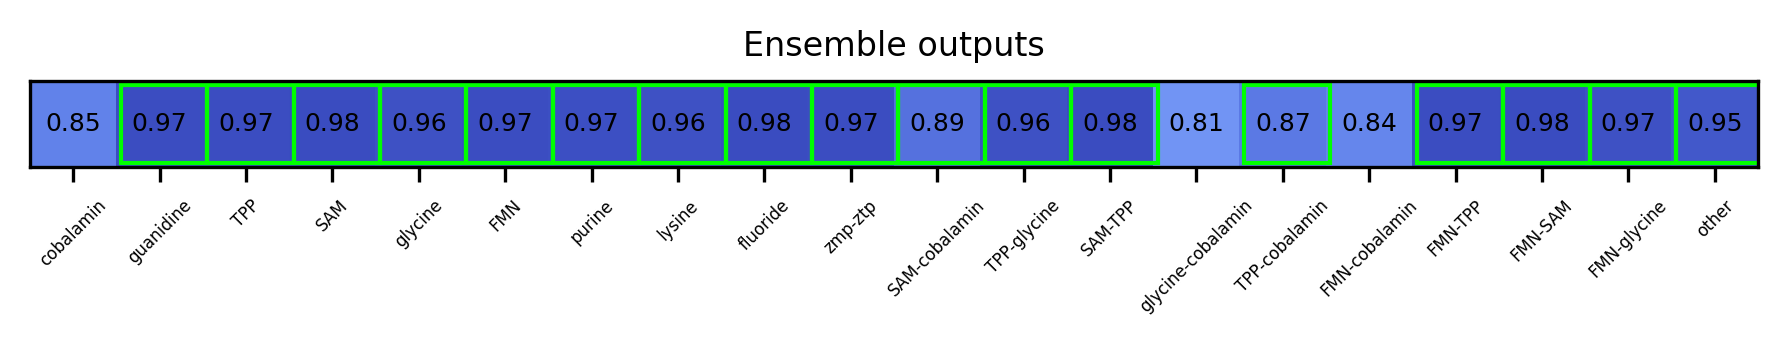 Ensemble outputs
0.85 0.97 0.97 0.98 0.96 0.97 0.97 0.96 0.98 0.97 0.89 0.96 0.98 0.81 0.87 0.84 0.97 0.98 0.97 0.95
cobalamin guanidine TPP SAM glycine FMN purine lysine fluoride zmp-ztp SAM-cobalamin TPP-glycine SAM-TPP glycine-cobalamin TPP-cobalamin FMN-cobalamin FMN-TPP FMN-SAM FMN-glycine other